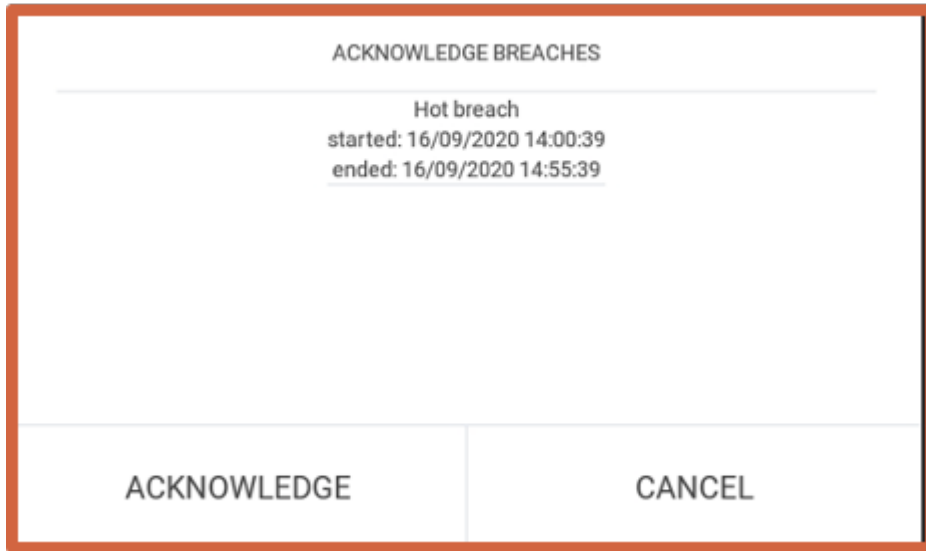 ACKNOWLEDGE BREACHES
Hot breach
started: 16/09/2020 14:00:39
ended: 16/09/2020 14:55:39
ACKNOWLEDGE
CANCEL